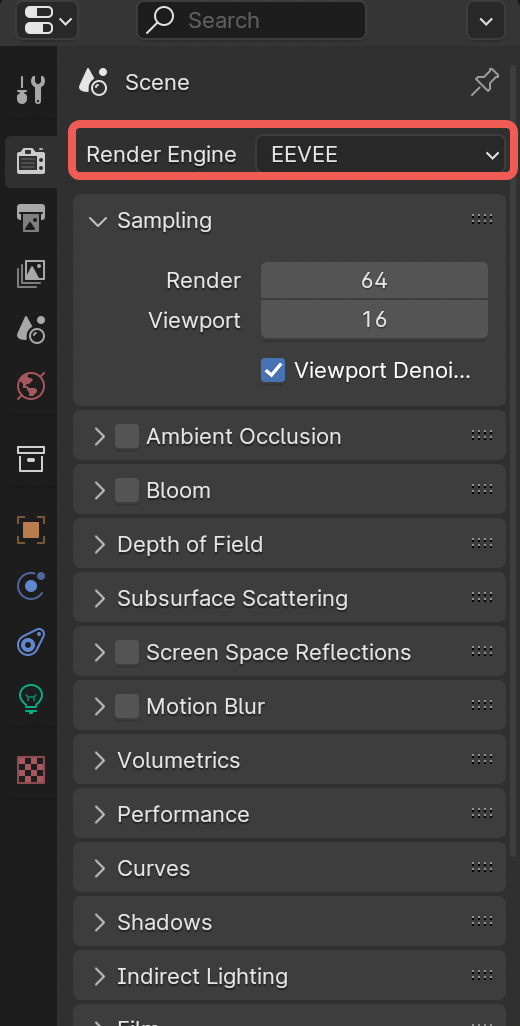 Search
Scene
Render Engine EEVEE
Sampling
Render 64
Viewport 16
Viewport Denoi...
Ambient Occlusion
Bloom
Depth of Field
Subsurface Scattering
Screen Space Reflections
Motion Blur
Volumetrics
Performance
Curves
Shadows
Indirect Lighting
Film